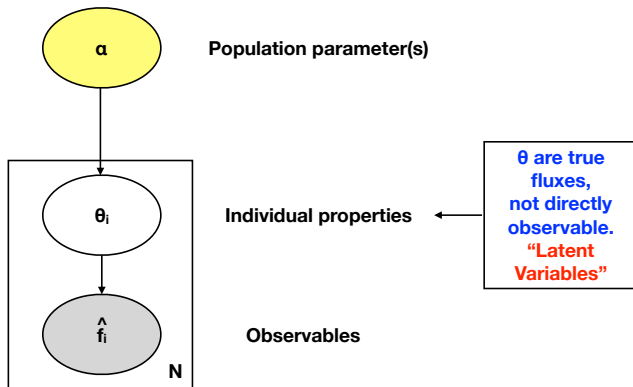 α
Population parameter(s)
θᵢ
Individual properties
θ are true
fluxes,
not directly
observable.
“Latent
Variables”
f̂ᵢ
Observables
N